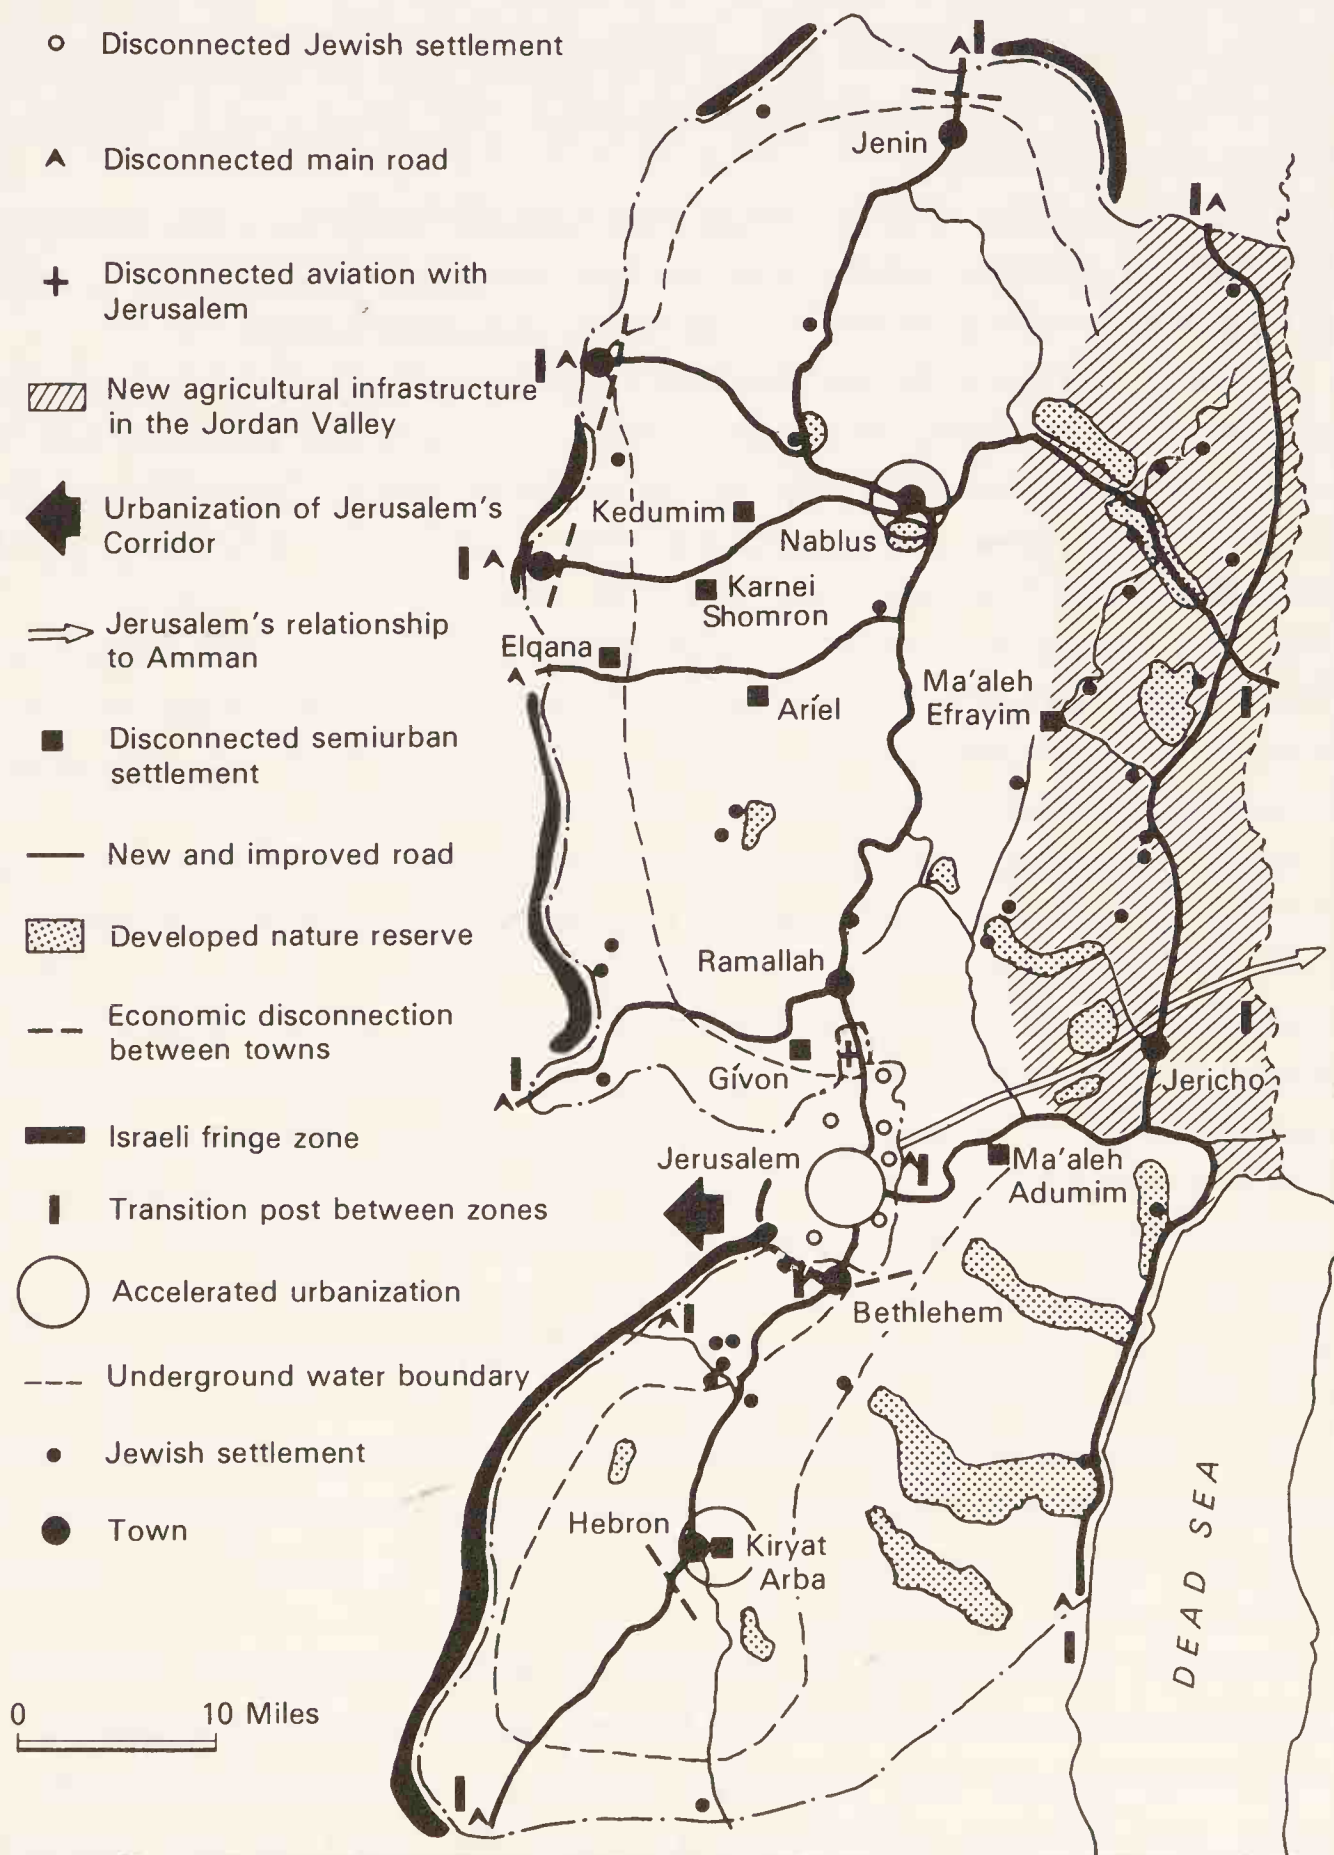 Disconnected Jewish settlement
Disconnected main road
Disconnected aviation with
Jerusalem
New agricultural infrastructure
in the Jordan Valley
Urbanization of Jerusalem's
Corridor
Jerusalem's relationship
to Amman
Disconnected semiurban
settlement
New and improved road
Developed nature reserve
Economic disconnection
between towns
Israeli fringe zone
Transition post between zones
Accelerated urbanization
Underground water boundary
Jewish settlement
Town
0 10 Miles
Jenin
Kedumim
Nablus
Karnei
Shomron
Elqana
Ariel
Ma'aleh
Efrayim
Ramallah
Givon
Jericho
Jerusalem
Ma'aleh
Adumim
Bethlehem
Hebron
Kiryat
Arba
DEAD SEA